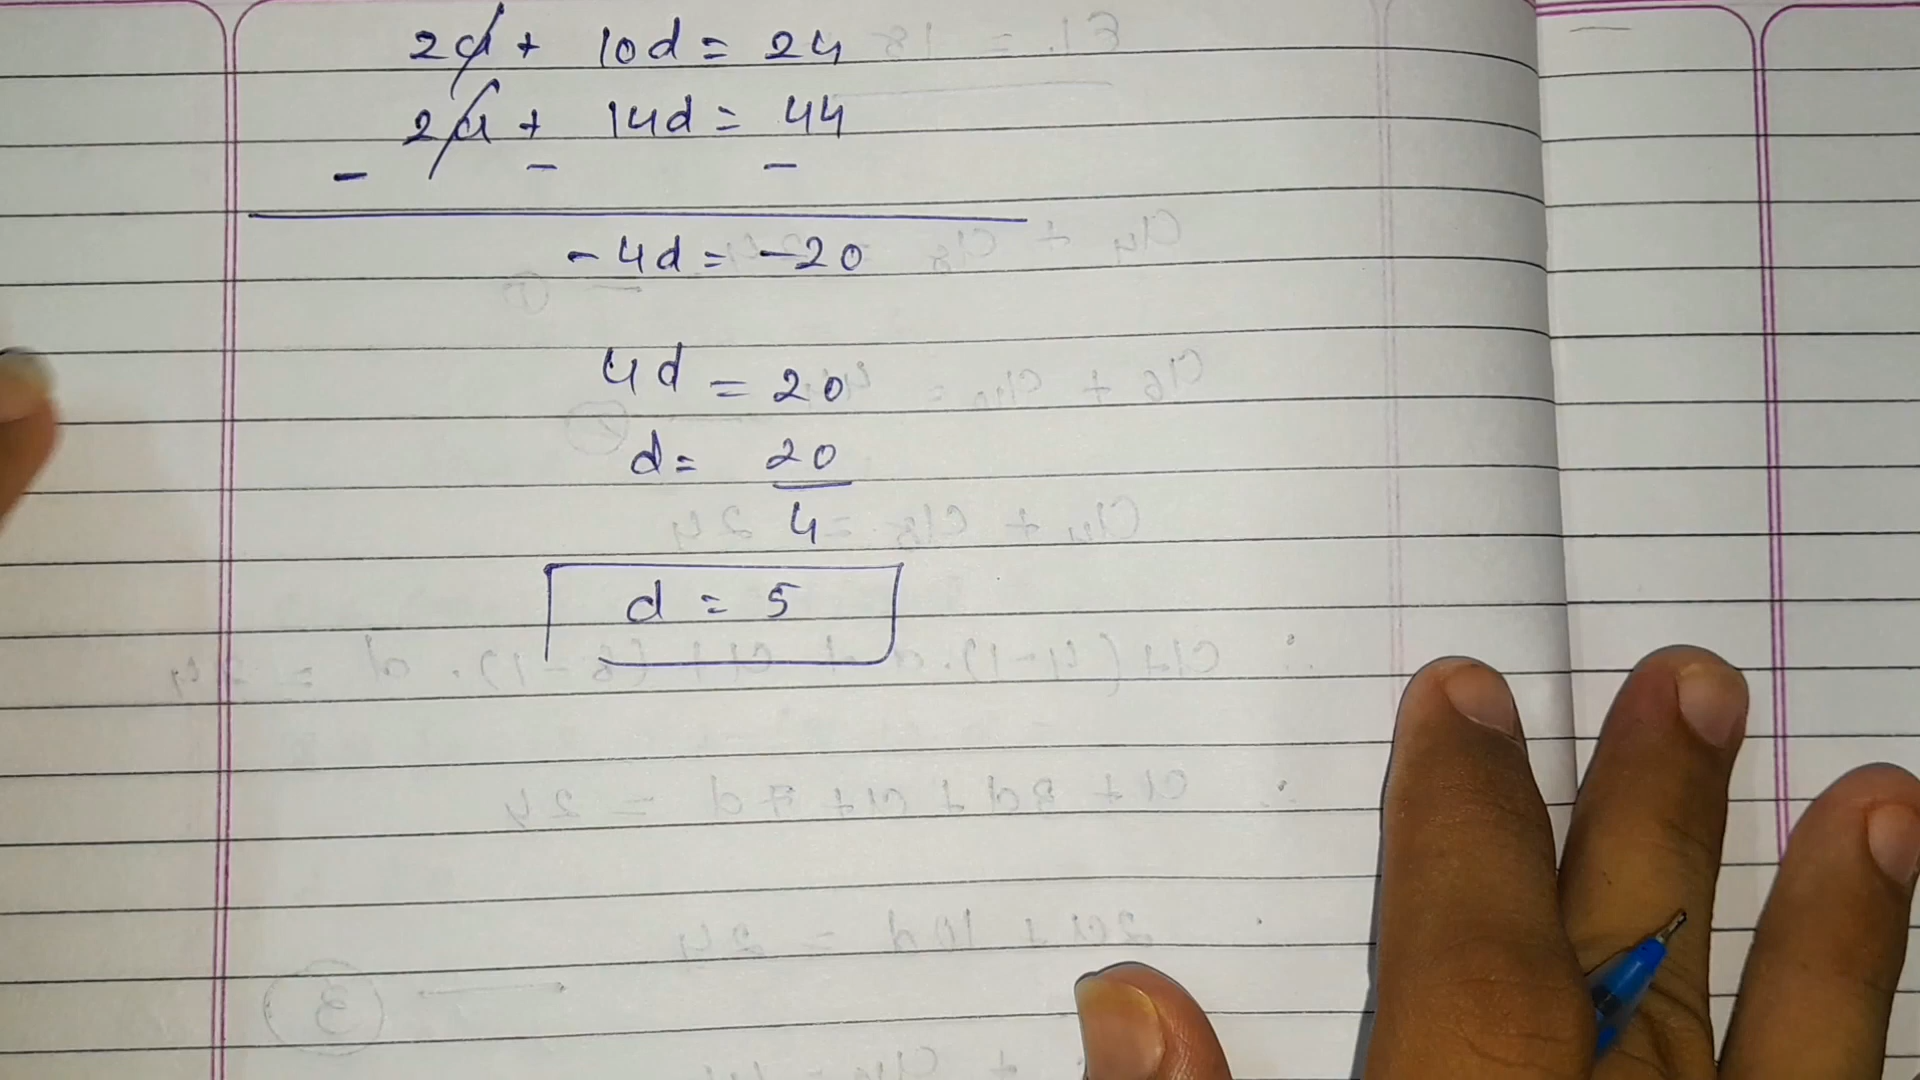 2a + 10d = 24
2a + 14d = 44
- - -
- 4d = -20
4d = 20
d = 20
4
d = 5